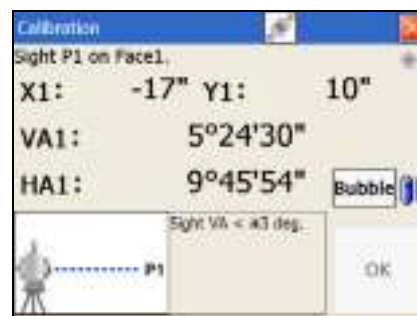 Calibration
Sight P1 on Face1.
X1: -17" Y1: 10"
VA1: 5°24'30"
HA1: 9°45'54"
Bubble
Sight VA < ±3 deg.
P1
OK